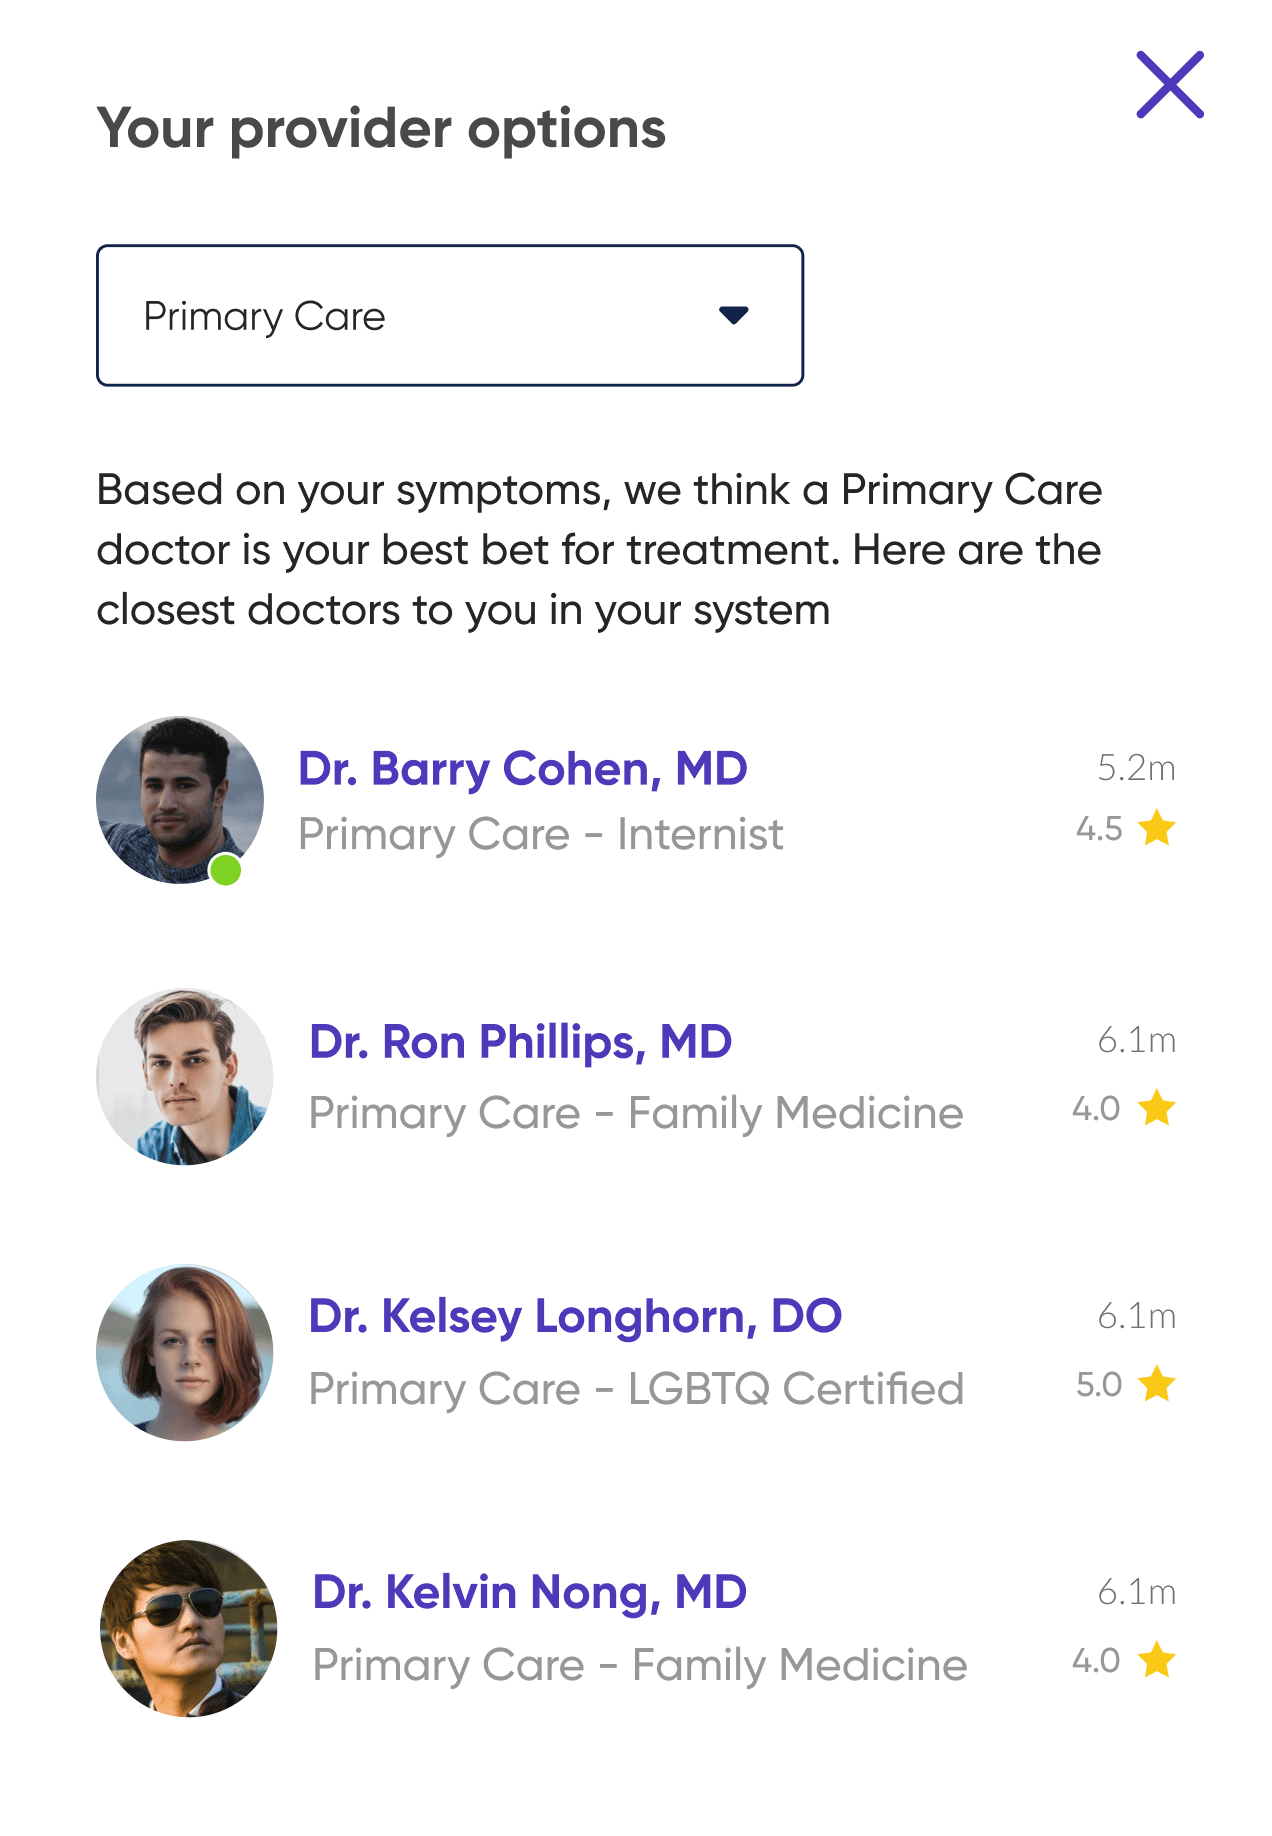 Your provider options
Primary Care
Based on your symptoms, we think a Primary Care
doctor is your best bet for treatment. Here are the
closest doctors to you in your system
Dr. Barry Cohen, MD
5.2m
Primary Care - Internist
4.5
Dr. Ron Phillips, MD
6.1m
Primary Care - Family Medicine
4.0
Dr. Kelsey Longhorn, DO
6.1m
Primary Care - LGBTQ Certified
5.0
Dr. Kelvin Nong, MD
6.1m
Primary Care - Family Medicine
4.0